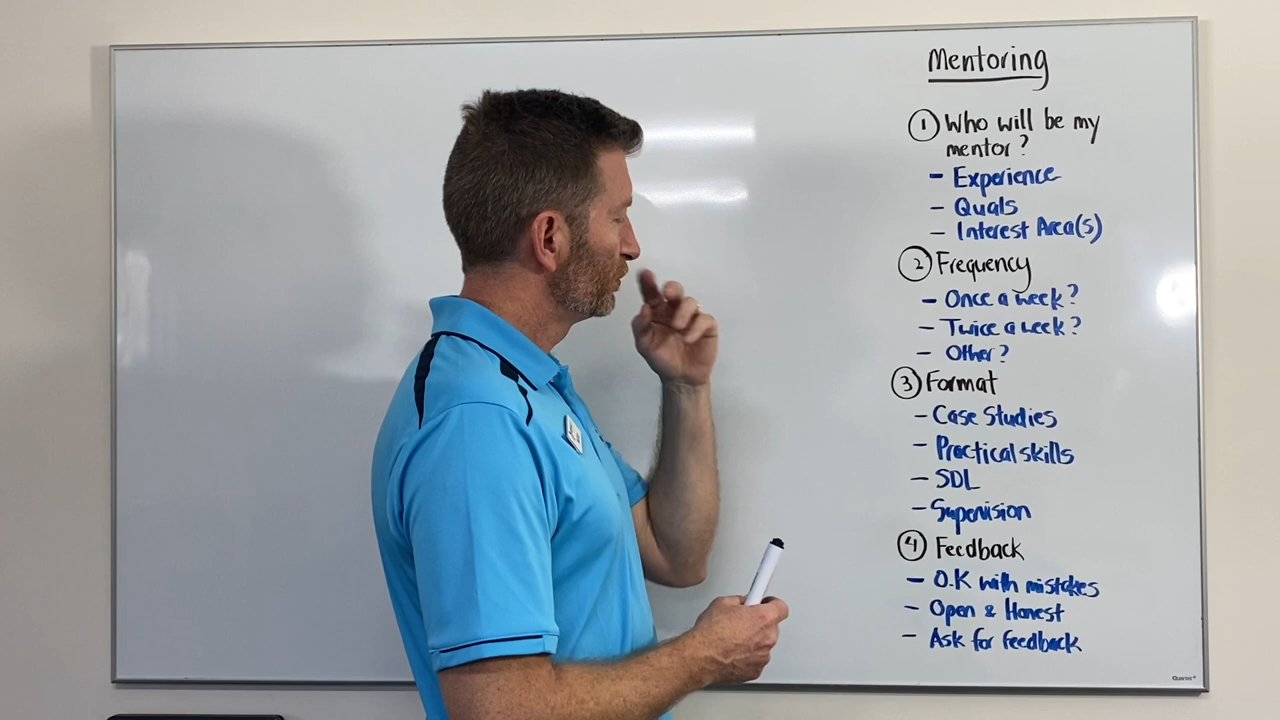 Mentoring
1 Who will be my
mentor?
- Experience
- Quals
- Interest Area(s)
2 Frequency
- Once a week?
- Twice a week?
- Other?
3 Format
- Case Studies
- Practical skills
- SDL
- Supervision
4 Feedback
- O.K with mistakes
- Open & Honest
- Ask for feedback
Quartet